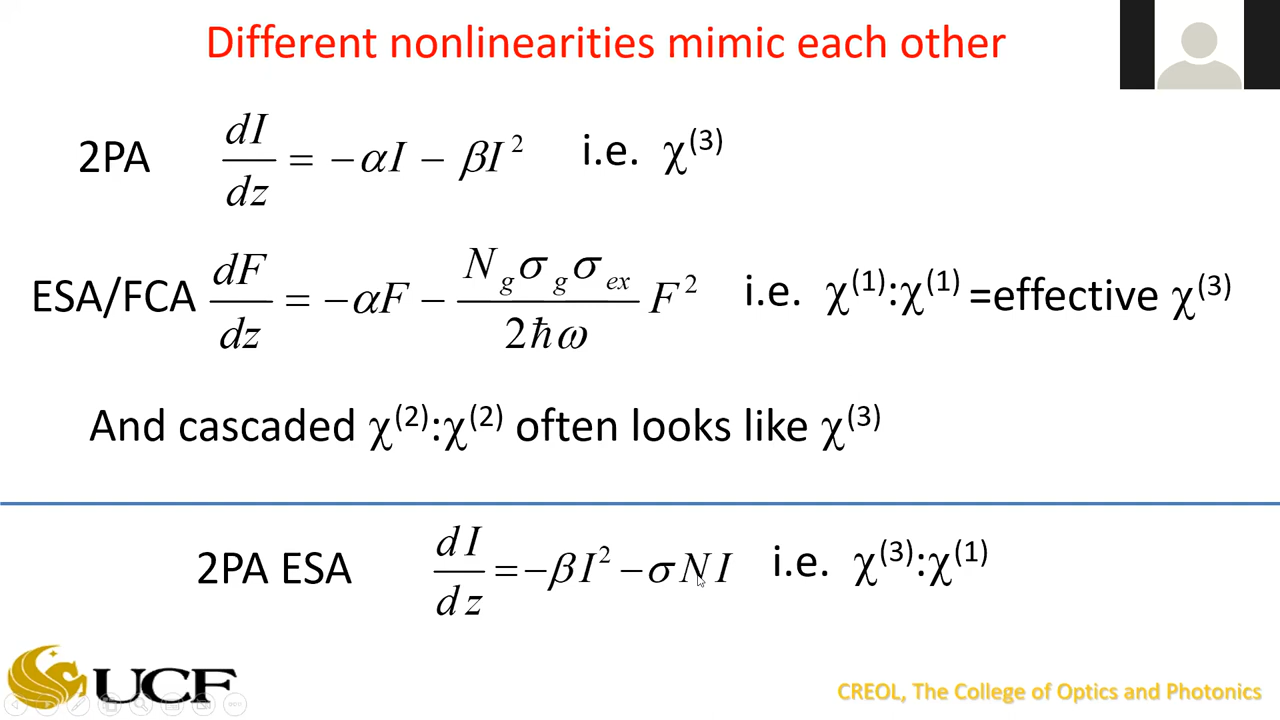 Different nonlinearities mimic each other
2PA dI/dz = −αI − βI² i.e. χ⁽³⁾
ESA/FCA dF/dz = −αF − (N_g σ_g σ_ex / 2ħω) F² i.e. χ⁽¹⁾:χ⁽¹⁾ =effective χ⁽³⁾
And cascaded χ⁽²⁾:χ⁽²⁾ often looks like χ⁽³⁾
2PA ESA dI/dz = −βI² − σNI i.e. χ⁽³⁾:χ⁽¹⁾
UCF
CREOL, The College of Optics and Photonics